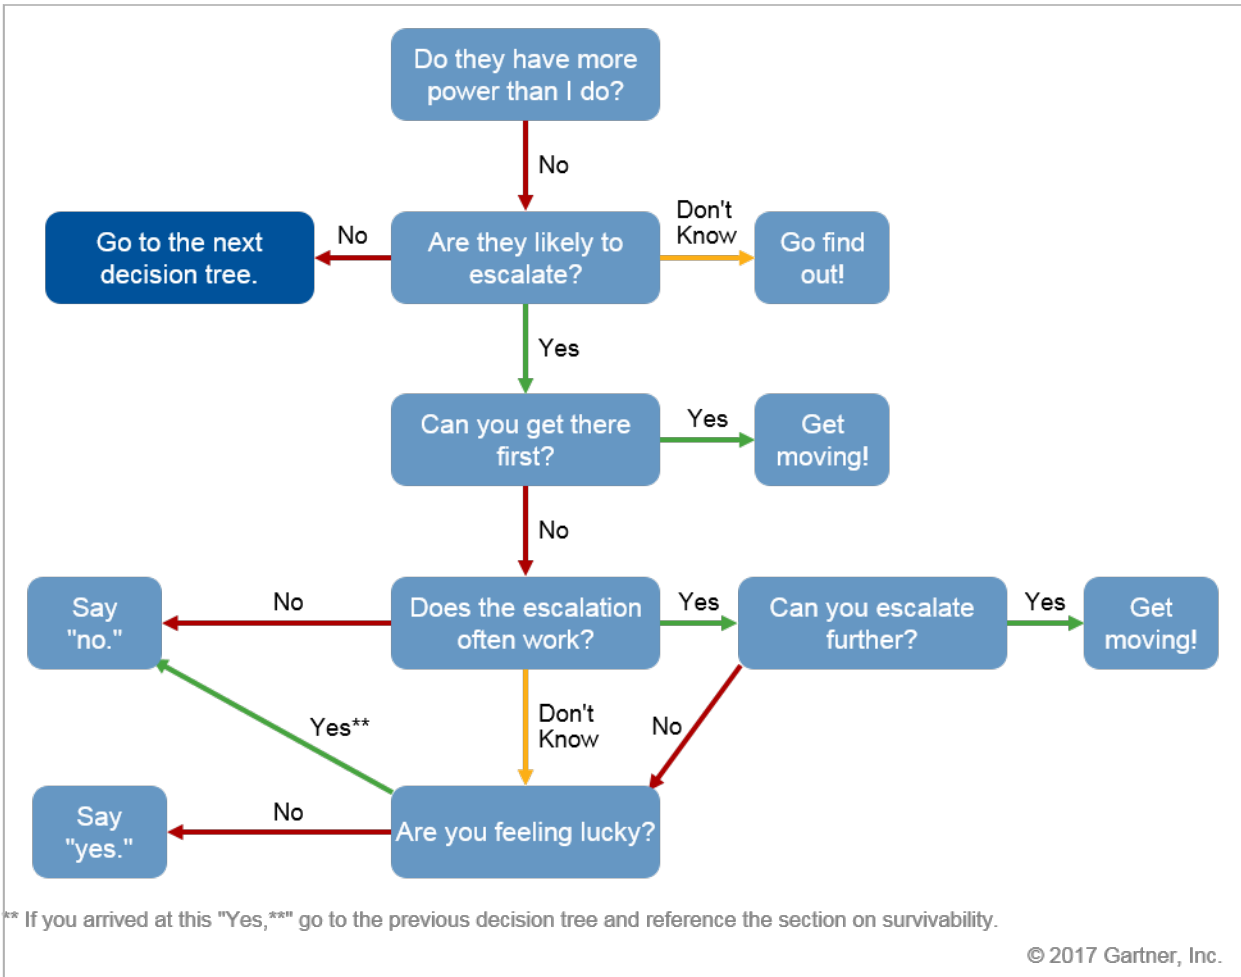 Do they have more
power than I do?
No
Go to the next
decision tree.
No
Are they likely to
escalate?
Don't
Know
Go find
out!
Yes
Can you get there
first?
Yes
Get
moving!
No
Say
"no."
No
Does the escalation
often work?
Yes
Can you escalate
further?
Yes
Get
moving!
Yes**
Don't
Know
No
Say
"yes."
No
Are you feeling lucky?
** If you arrived at this "Yes,**" go to the previous decision tree and reference the section on survivability.
© 2017 Gartner, Inc.